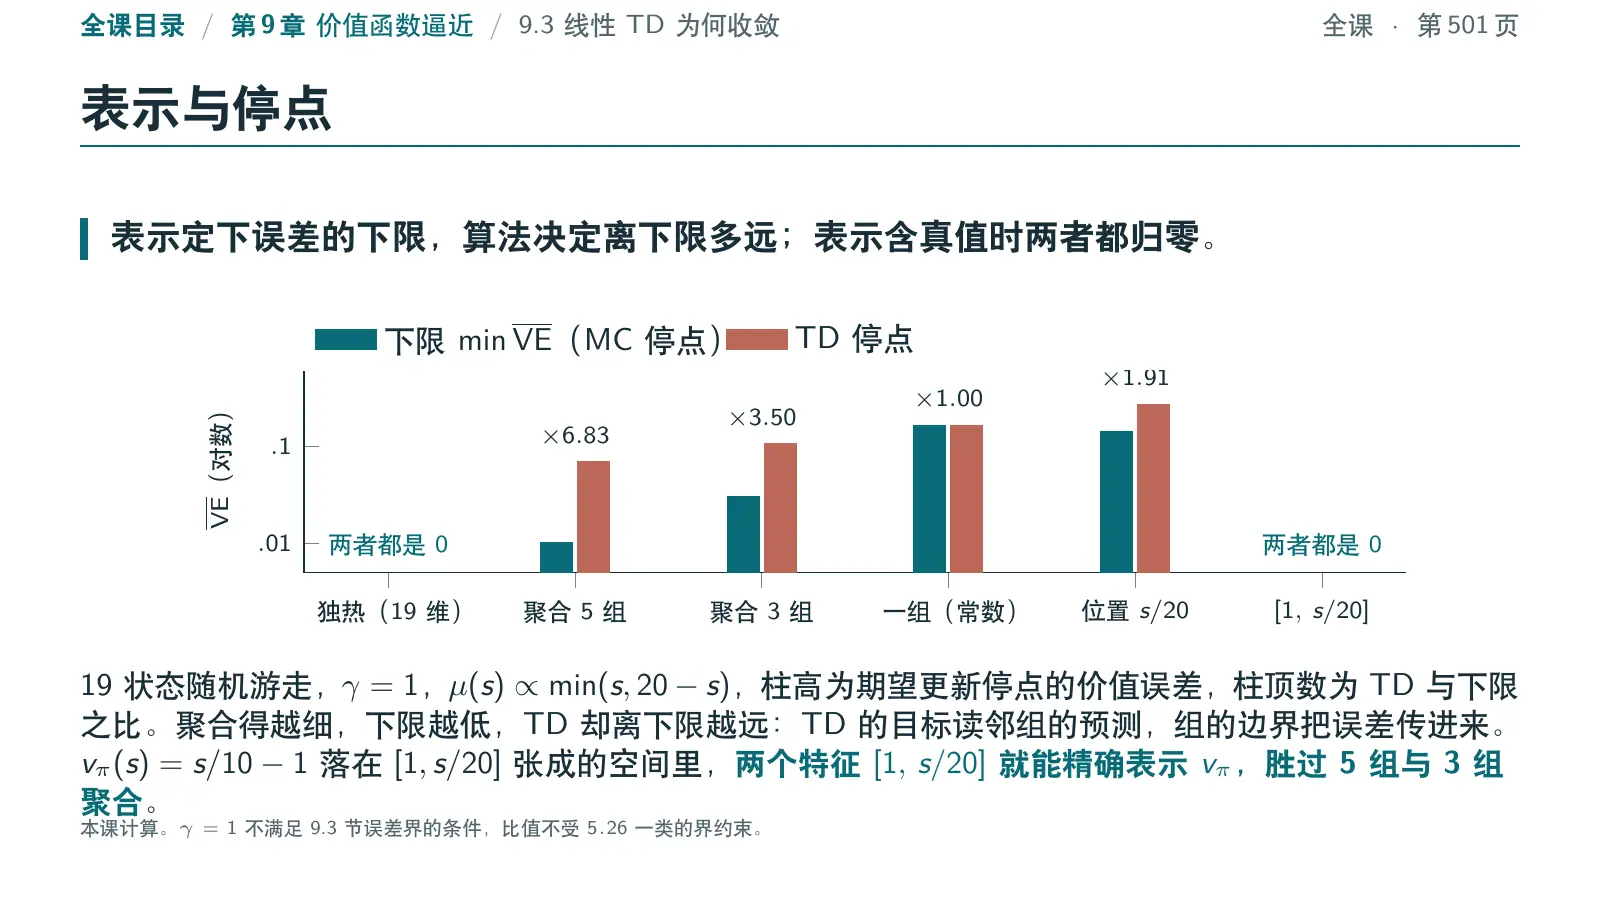 全课目录 / 第9章 价值函数逼近 / 9.3 线性 TD 为何收敛
全课 · 第501页
表示与停点
表示定下误差的下限，算法决定离下限多远；表示含真值时两者都归零。
下限 min VE（MC 停点） TD 停点
VE（对数）
.1
.01
×6.83
×3.50
×1.00
×1.91
两者都是 0
两者都是 0
独热（19 维） 聚合 5 组 聚合 3 组 一组（常数） 位置 s/20 [1, s/20]
19 状态随机游走，γ = 1，μ(s) ∝ min(s, 20 − s)，柱高为期望更新停点的价值误差，柱顶数为 TD 与下限
之比。聚合得越细，下限越低，TD 却离下限越远：TD 的目标读邻组的预测，组的边界把误差传进来。
vπ(s) = s/10 − 1 落在 [1, s/20] 张成的空间里，两个特征 [1, s/20] 就能精确表示 vπ，胜过 5 组与 3 组
聚合。
本课计算。γ = 1 不满足 9.3 节误差界的条件，比值不受 5.26 一类的界约束。